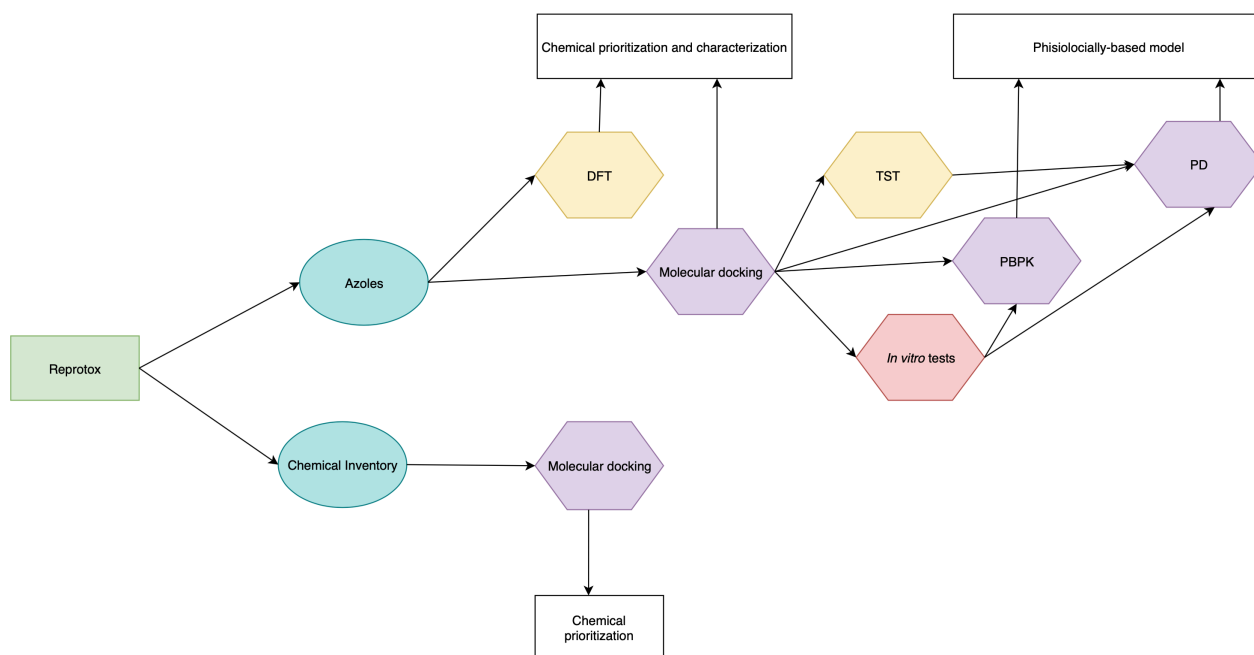 Chemical prioritization and characterization
Phisiolocially-based model
DFT
TST
PD
Azoles
Molecular docking
PBPK
Reprotox
In vitro tests
Chemical Inventory
Molecular docking
Chemical
prioritization